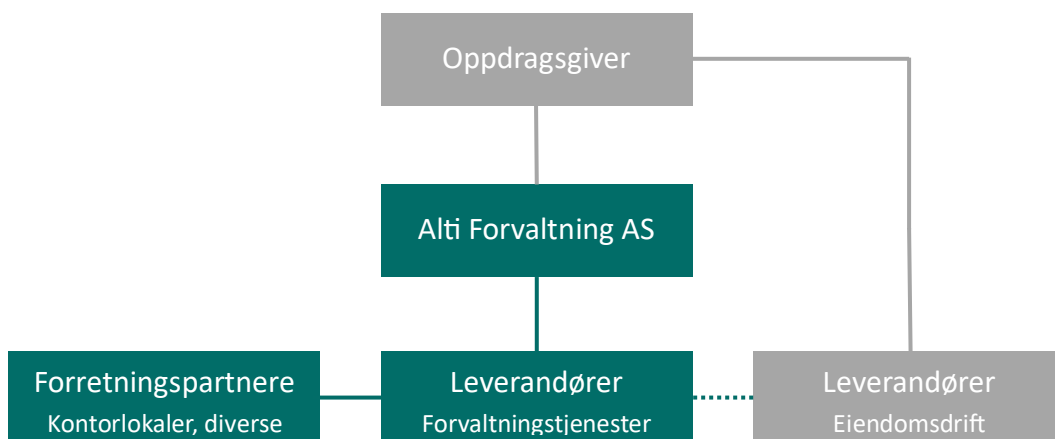 Oppdragsgiver
Alti Forvaltning AS
Forretningspartnere
Kontorlokaler, diverse
Leverandører
Forvaltningstjenester
Leverandører
Eiendomsdrift